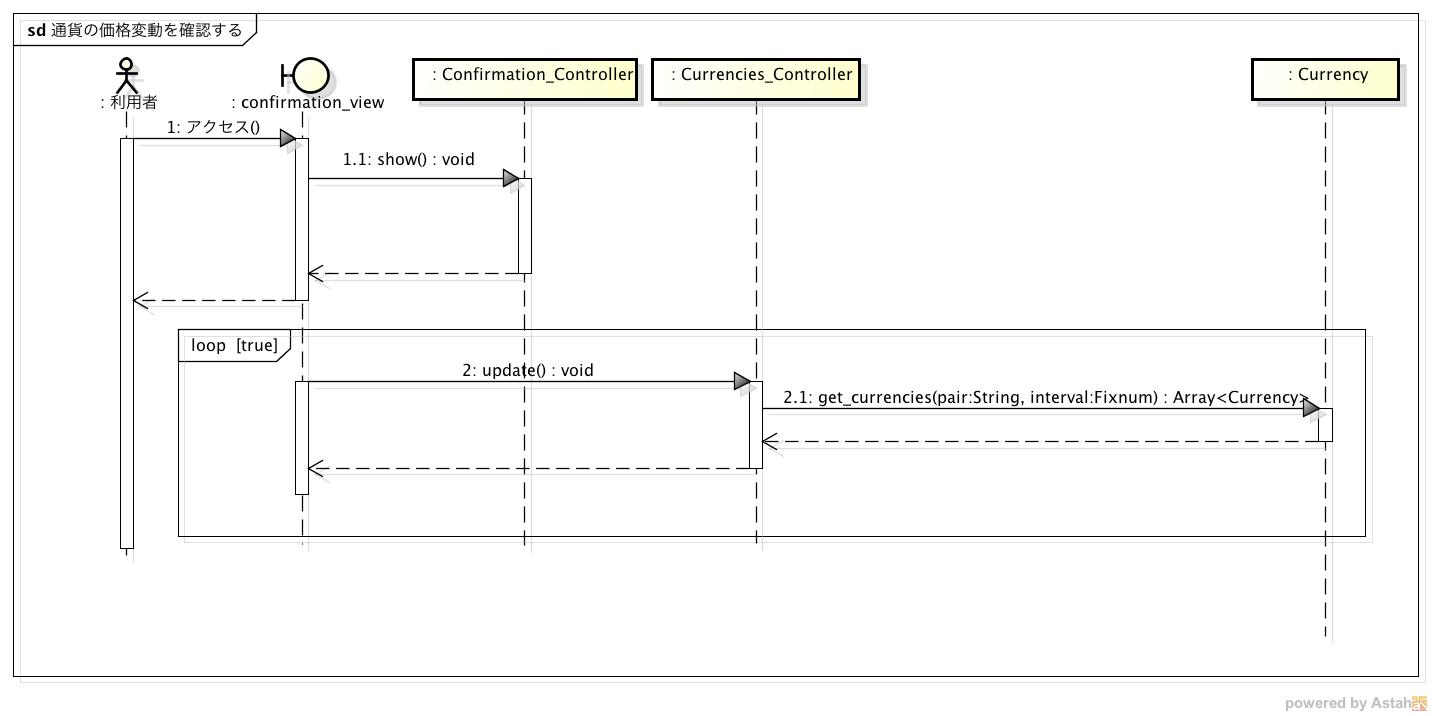 sd 通貨の価格変動を確認する
: 利用者
: confirmation_view
: Confirmation_Controller
: Currencies_Controller
: Currency
1: アクセス()
1.1: show() : void
loop [true]
2: update() : void
2.1: get_currencies(pair:String, interval:Fixnum) : Array<Currency>
powered by Astah